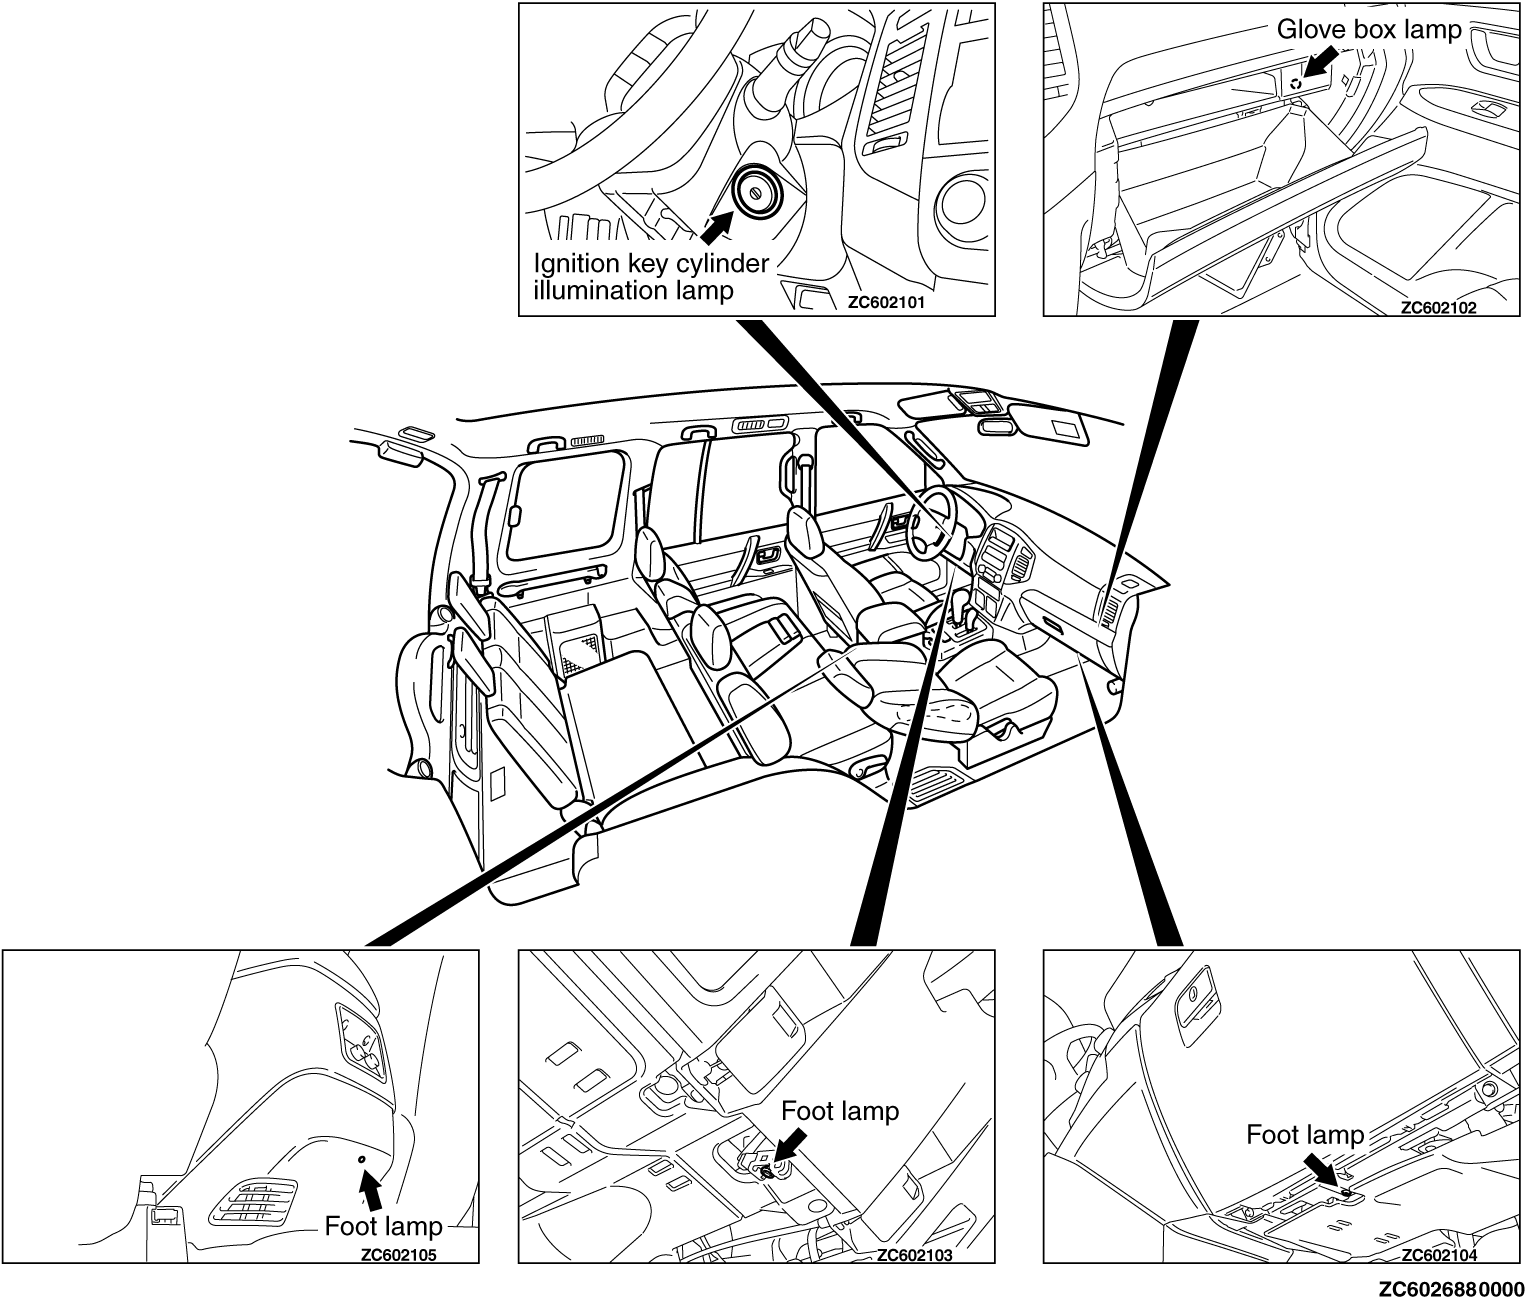 Glove box lamp
Ignition key cylinder
illumination lamp
ZC602101
ZC602102
Foot lamp
ZC602105
Foot lamp
ZC602103
Foot lamp
ZC602104
ZC6026880000